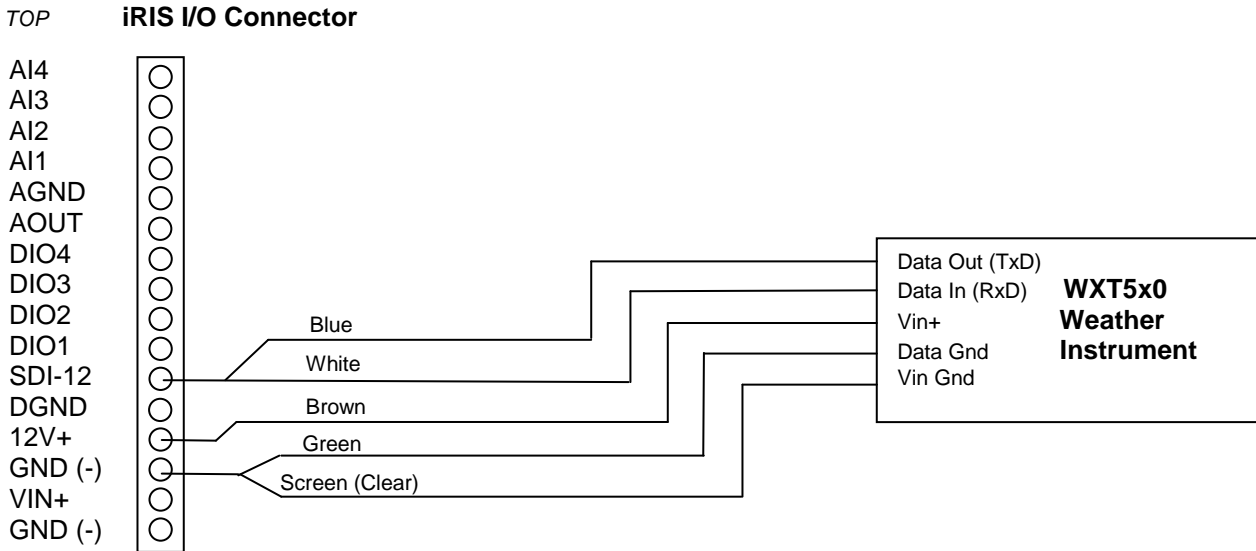 TOP iRIS I/O Connector
AI4
AI3
AI2
AI1
AGND
AOUT
DIO4
DIO3
DIO2
DIO1
SDI-12
DGND
12V+
GND (-)
VIN+
GND (-)
Blue
White
Brown
Green
Screen (Clear)
Data Out (TxD)
Data In (RxD)
Vin+
Data Gnd
Vin Gnd
WXT5x0
Weather
Instrument